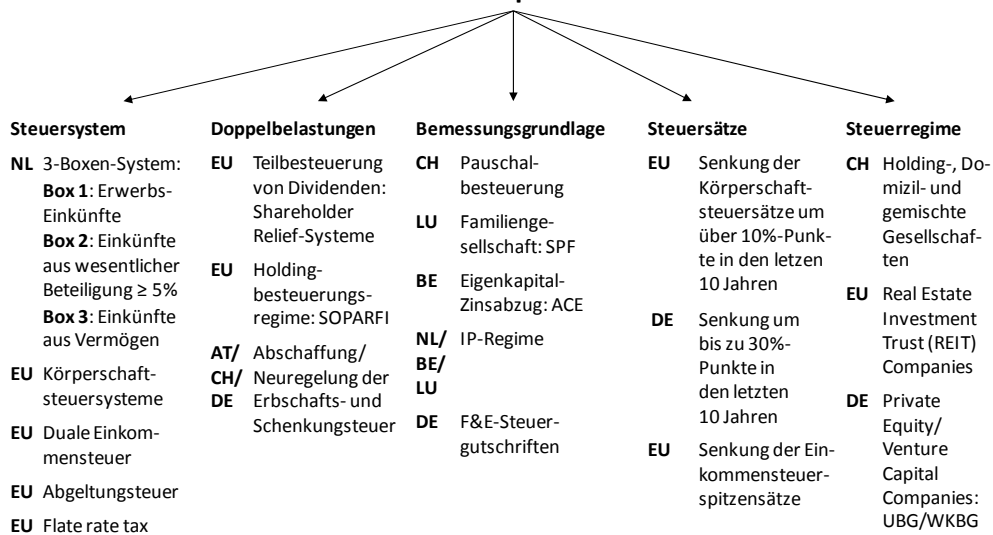 Steuersystem
NL 3-Boxen-System:
Box 1: Erwerbs-
Einkünfte
Box 2: Einkünfte
aus wesentlicher
Beteiligung ≥ 5%
Box 3: Einkünfte
aus Vermögen
EU Körperschaft-
steuersysteme
EU Duale Einkom-
mensteuer
EU Abgeltungsteuer
EU Flate rate tax
Doppelbelastungen
EU Teilbesteuerung
von Dividenden:
Shareholder
Relief-Systeme
EU Holding-
besteuerungs-
regime: SOPARFI
AT/ Abschaffung/
CH/ Neuregelung der
DE Erbschafts- und
Schenkungsteuer
Bemessungsgrundlage
CH Pauschal-
besteuerung
LU Familienge-
sellschaft: SPF
BE Eigenkapital-
Zinsabzug: ACE
NL/ IP-Regime
BE/
LU
DE F&E-Steuer-
gutschriften
Steuersätze
EU Senkung der
Körperschaft-
steuersätze um
über 10%-Punk-
te in den letzen
10 Jahren
DE Senkung um
bis zu 30%-
Punkte in
den letzten
10 Jahren
EU Senkung der Ein-
kommensteuer-
spitzensätze
Steuerregime
CH Holding-, Do-
mizil- und
gemischte
Gesellschaf-
ten
EU Real Estate
Investment
Trust (REIT)
Companies
DE Private
Equity/
Venture
Capital
Companies:
UBG/WKBG